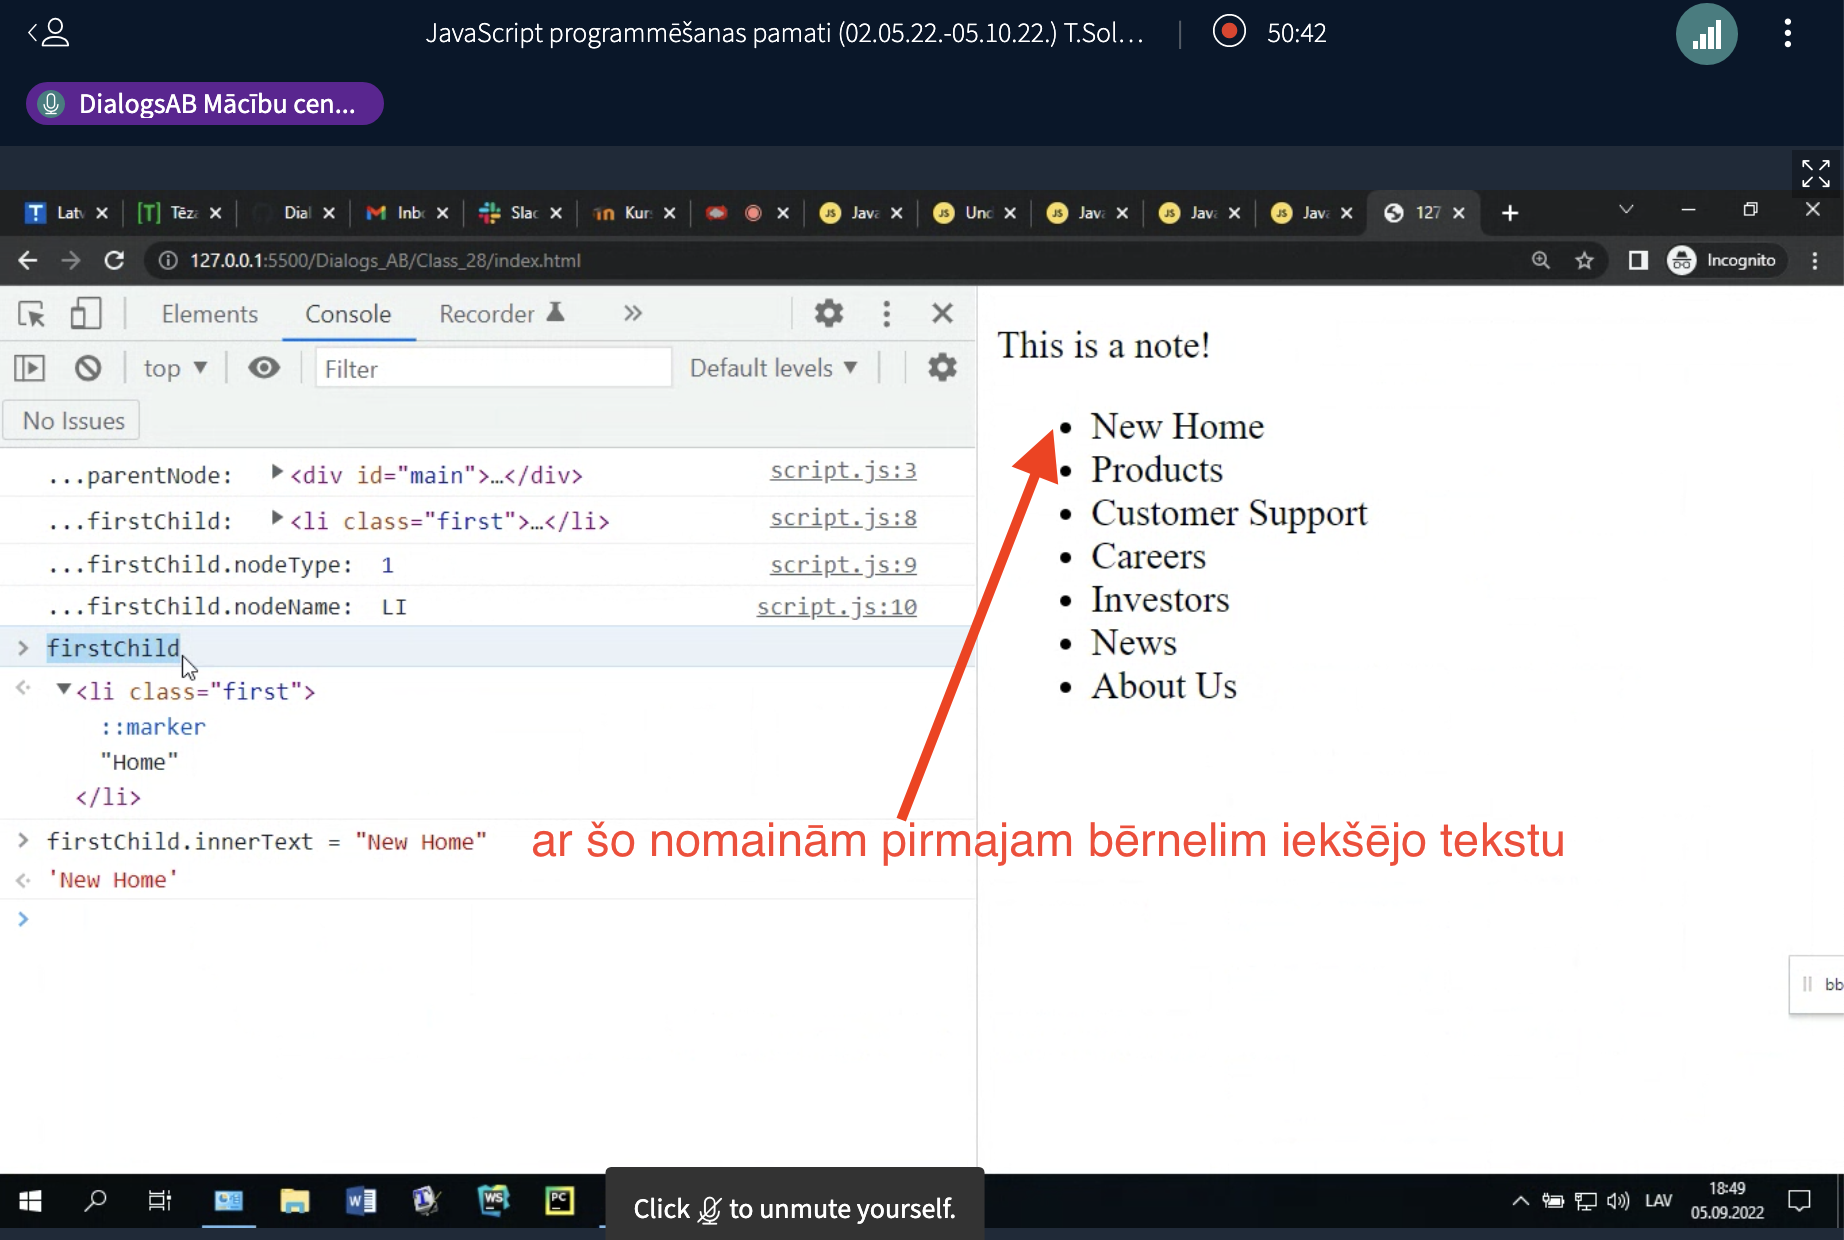 JavaScript programmēšanas pamati (02.05.22.-05.10.22.) T.Sol...
50:42
DialogsAB Mācību cen...
Latv
[T] Tēza
Dial
Inbo
Slac
Kur
Java
Und
Java
Java
Java
127
127.0.0.1:5500/Dialogs_AB/Class_28/index.html
Incognito
Elements Console Recorder
top Filter Default levels
No Issues
...parentNode: <div id="main">…</div> script.js:3
...firstChild: <li class="first">…</li> script.js:8
...firstChild.nodeType: 1 script.js:9
...firstChild.nodeName: LI script.js:10
firstChild
<li class="first">
::marker
"Home"
</li>
firstChild.innerText = "New Home"
'New Home'
This is a note!
New Home
Products
Customer Support
Careers
Investors
News
About Us
ar šo nomainām pirmajam bērnelim iekšējo tekstu
bb
Click to unmute yourself.
LAV
18:49
05.09.2022